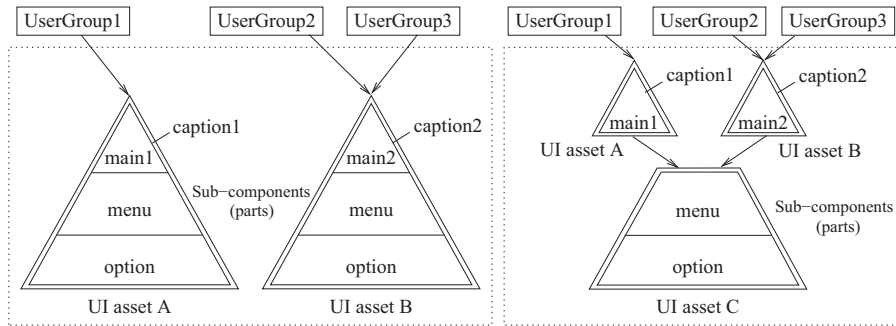 UserGroup1
UserGroup2
UserGroup3
caption1
caption2
main1
main2
Sub−components
(parts)
menu
menu
option
option
UI asset A
UI asset B
UserGroup1
UserGroup2
UserGroup3
caption1
caption2
main1
main2
UI asset A
UI asset B
menu
Sub−components
(parts)
option
UI asset C